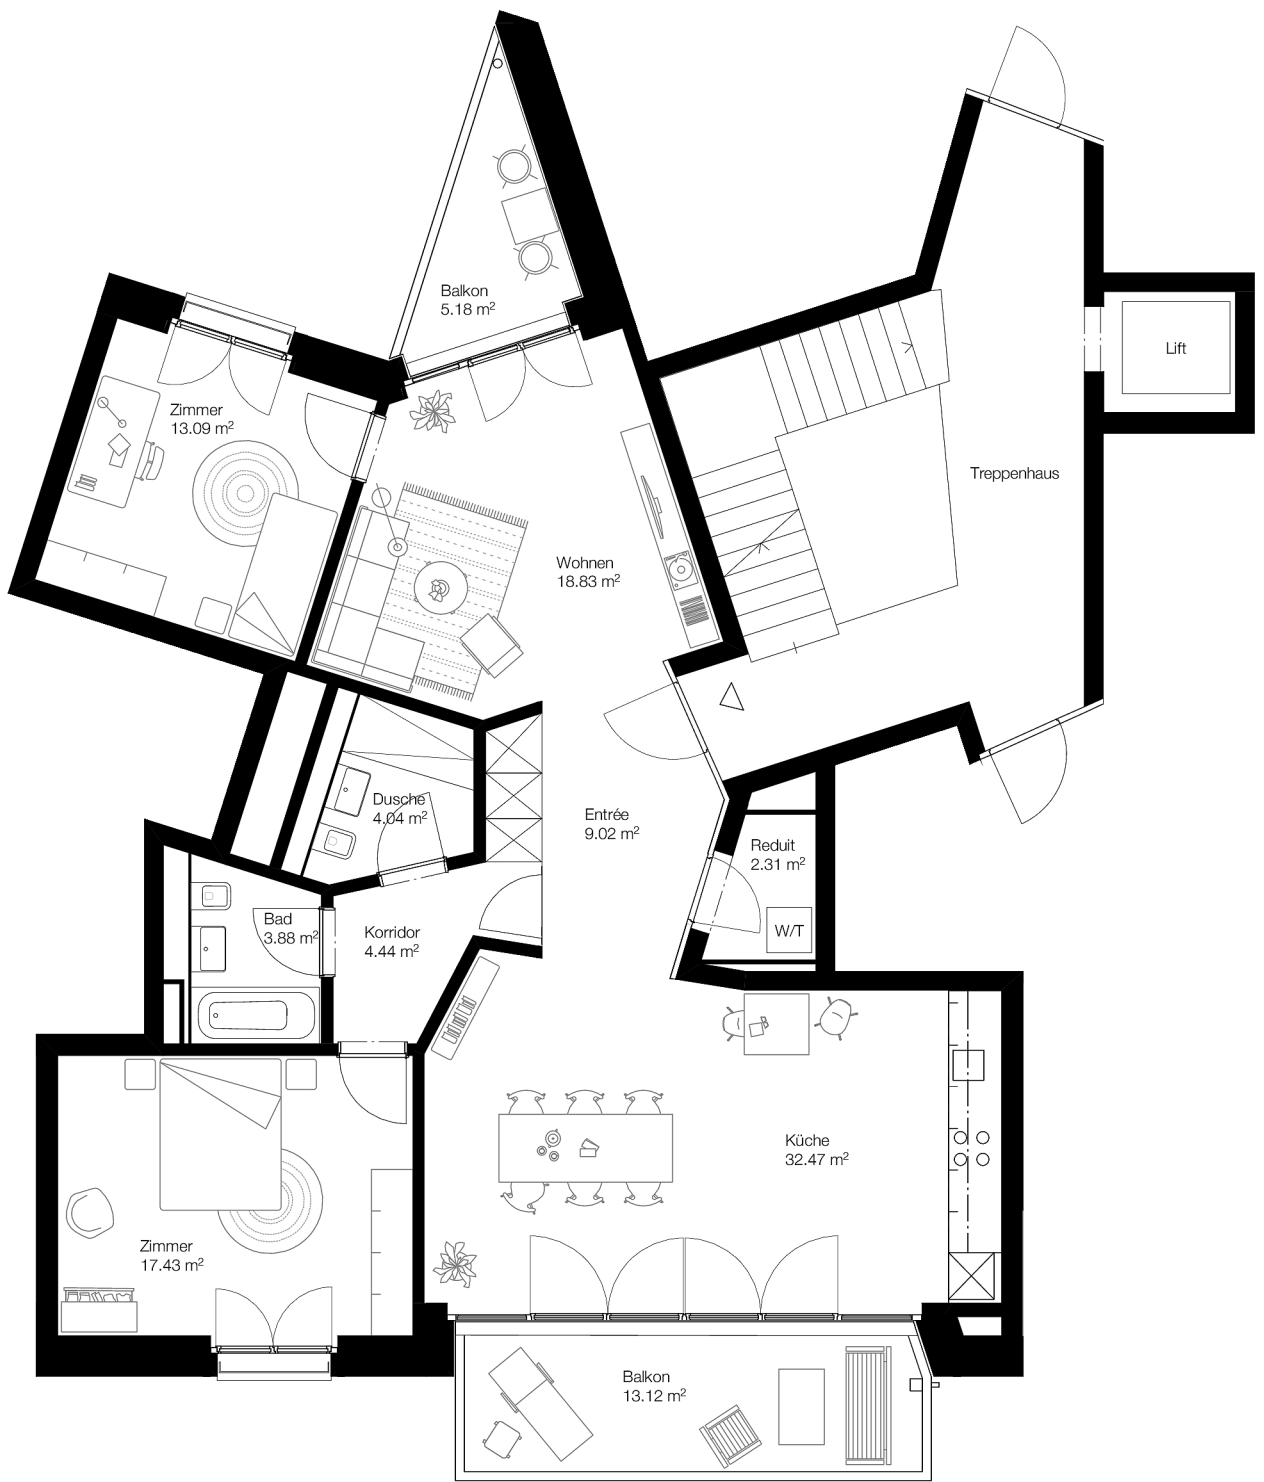 Balkon
5.18 m²
Lift
Zimmer
13.09 m²
Treppenhaus
Wohnen
18.83 m²
Dusche
4.04 m²
Entrée
9.02 m²
Reduit
2.31 m²
Bad
3.88 m²
Korridor
4.44 m²
W/T
Küche
32.47 m²
Zimmer
17.43 m²
Balkon
13.12 m²